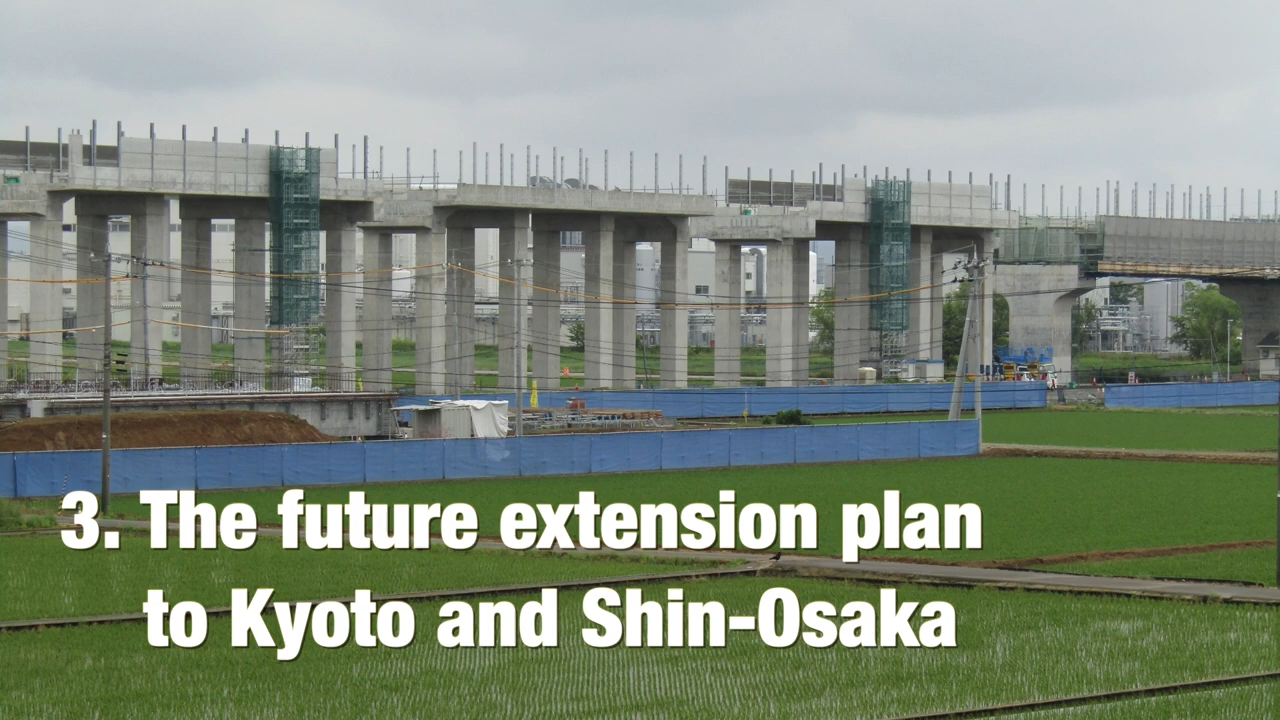 3. The future extension plan
to Kyoto and Shin-Osaka